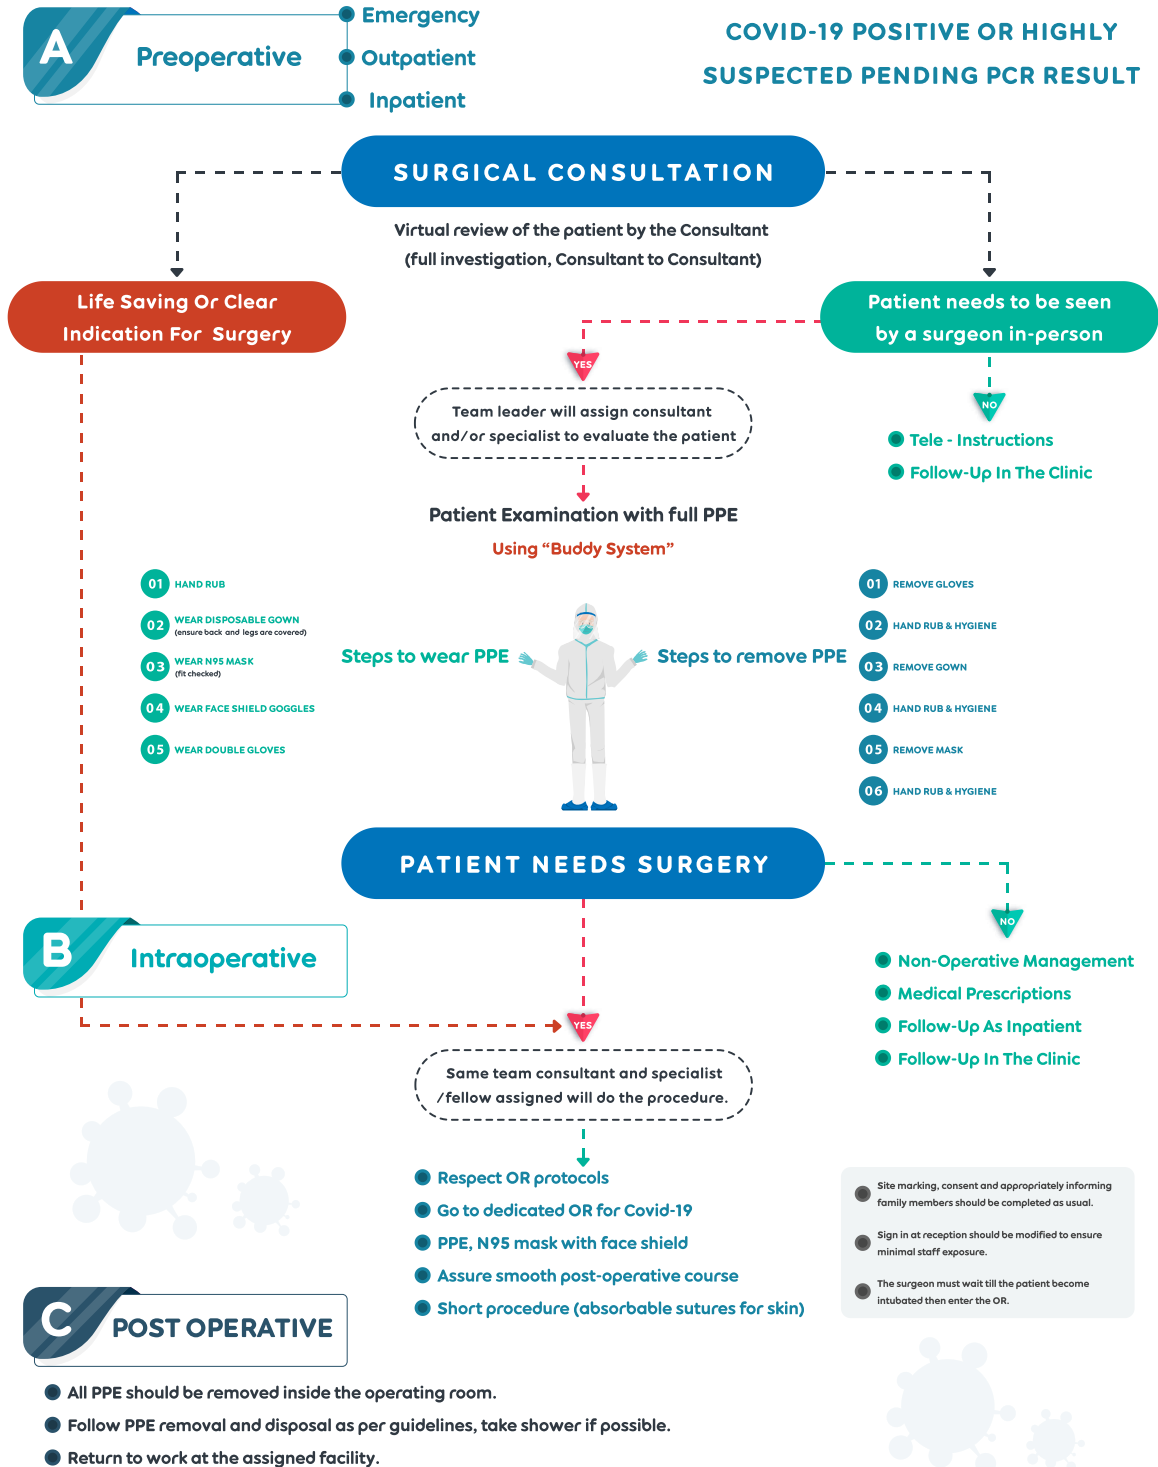 A
Preoperative
Emergency
Outpatient
Inpatient
COVID-19 POSITIVE OR HIGHLY
SUSPECTED PENDING PCR RESULT
SURGICAL CONSULTATION
Virtual review of the patient by the Consultant
(full investigation, Consultant to Consultant)
Life Saving Or Clear
Indication For Surgery
Patient needs to be seen
by a surgeon in-person
YES
NO
Team leader will assign consultant
and/or specialist to evaluate the patient
Tele - Instructions
Follow-Up In The Clinic
Patient Examination with full PPE
Using “Buddy System”
Steps to wear PPE
01 HAND RUB
02 WEAR DISPOSABLE GOWN
(ensure back and legs are covered)
03 WEAR N95 MASK
(fit checked)
04 WEAR FACE SHIELD GOGGLES
05 WEAR DOUBLE GLOVES
Steps to remove PPE
01 REMOVE GLOVES
02 HAND RUB & HYGIENE
03 REMOVE GOWN
04 HAND RUB & HYGIENE
05 REMOVE MASK
06 HAND RUB & HYGIENE
PATIENT NEEDS SURGERY
NO
Non-Operative Management
Medical Prescriptions
Follow-Up As Inpatient
Follow-Up In The Clinic
B
Intraoperative
YES
Same team consultant and specialist
/fellow assigned will do the procedure.
Respect OR protocols
Go to dedicated OR for Covid-19
PPE, N95 mask with face shield
Assure smooth post-operative course
Short procedure (absorbable sutures for skin)
Site marking, consent and appropriately informing
family members should be completed as usual.
Sign in at reception should be modified to ensure
minimal staff exposure.
The surgeon must wait till the patient become
intubated then enter the OR.
C
POST OPERATIVE
All PPE should be removed inside the operating room.
Follow PPE removal and disposal as per guidelines, take shower if possible.
Return to work at the assigned facility.